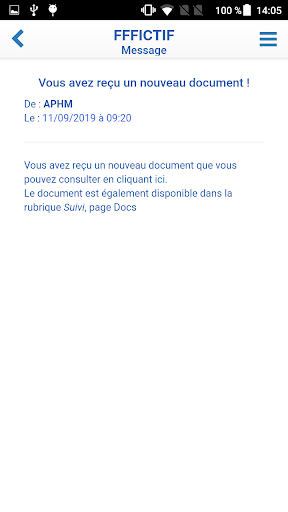 100 % 14:05
FFFICTIF
Message
Vous avez reçu un nouveau document !
De : APHM
Le : 11/09/2019 à 09:20
Vous avez reçu un nouveau document que vous
pouvez consulter en cliquant ici.
Le document est également disponible dans la
rubrique Suivi, page Docs